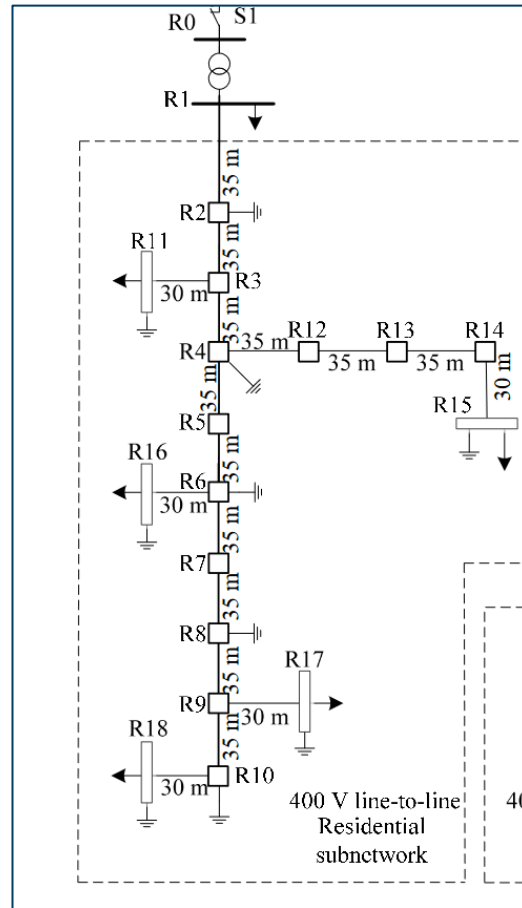 R0 S1
R1
35 m
R2
35 m
R11
R3
30 m
35 m
R4
35 m
R12
35 m
R13
35 m
R14
30 m
R15
35 m
R5
35 m
R16
R6
30 m
35 m
R7
35 m
R8
35 m
R17
R9
30 m
35 m
R18
R10
30 m
400 V line-to-line
Residential
subnetwork
40